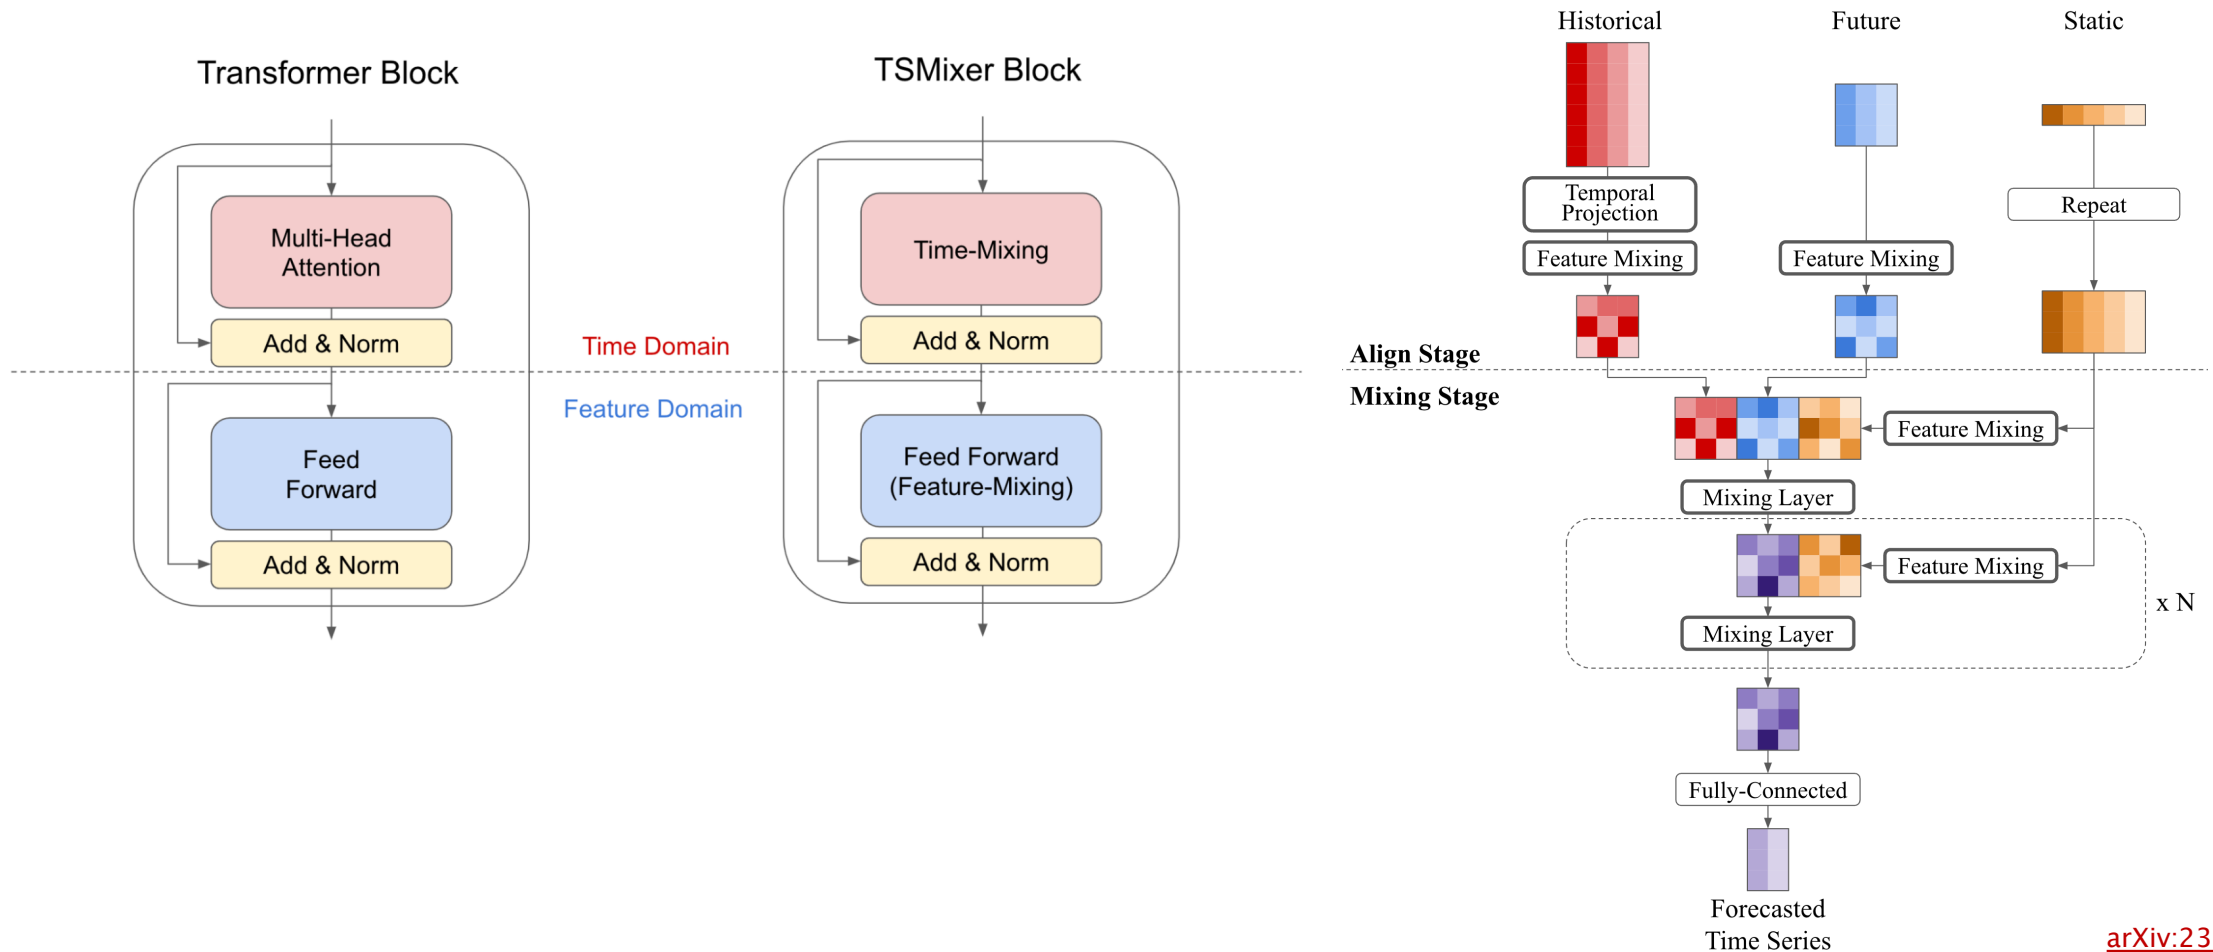 Transformer Block
Multi-Head
Attention
Add & Norm
Feed
Forward
Add & Norm
Time Domain
Feature Domain
TSMixer Block
Time-Mixing
Add & Norm
Feed Forward
(Feature-Mixing)
Add & Norm
Historical
Future
Static
Temporal
Projection
Repeat
Feature Mixing
Feature Mixing
Align Stage
Mixing Stage
Feature Mixing
Mixing Layer
Feature Mixing
x N
Mixing Layer
Fully-Connected
Forecasted
Time Series
arXiv:23